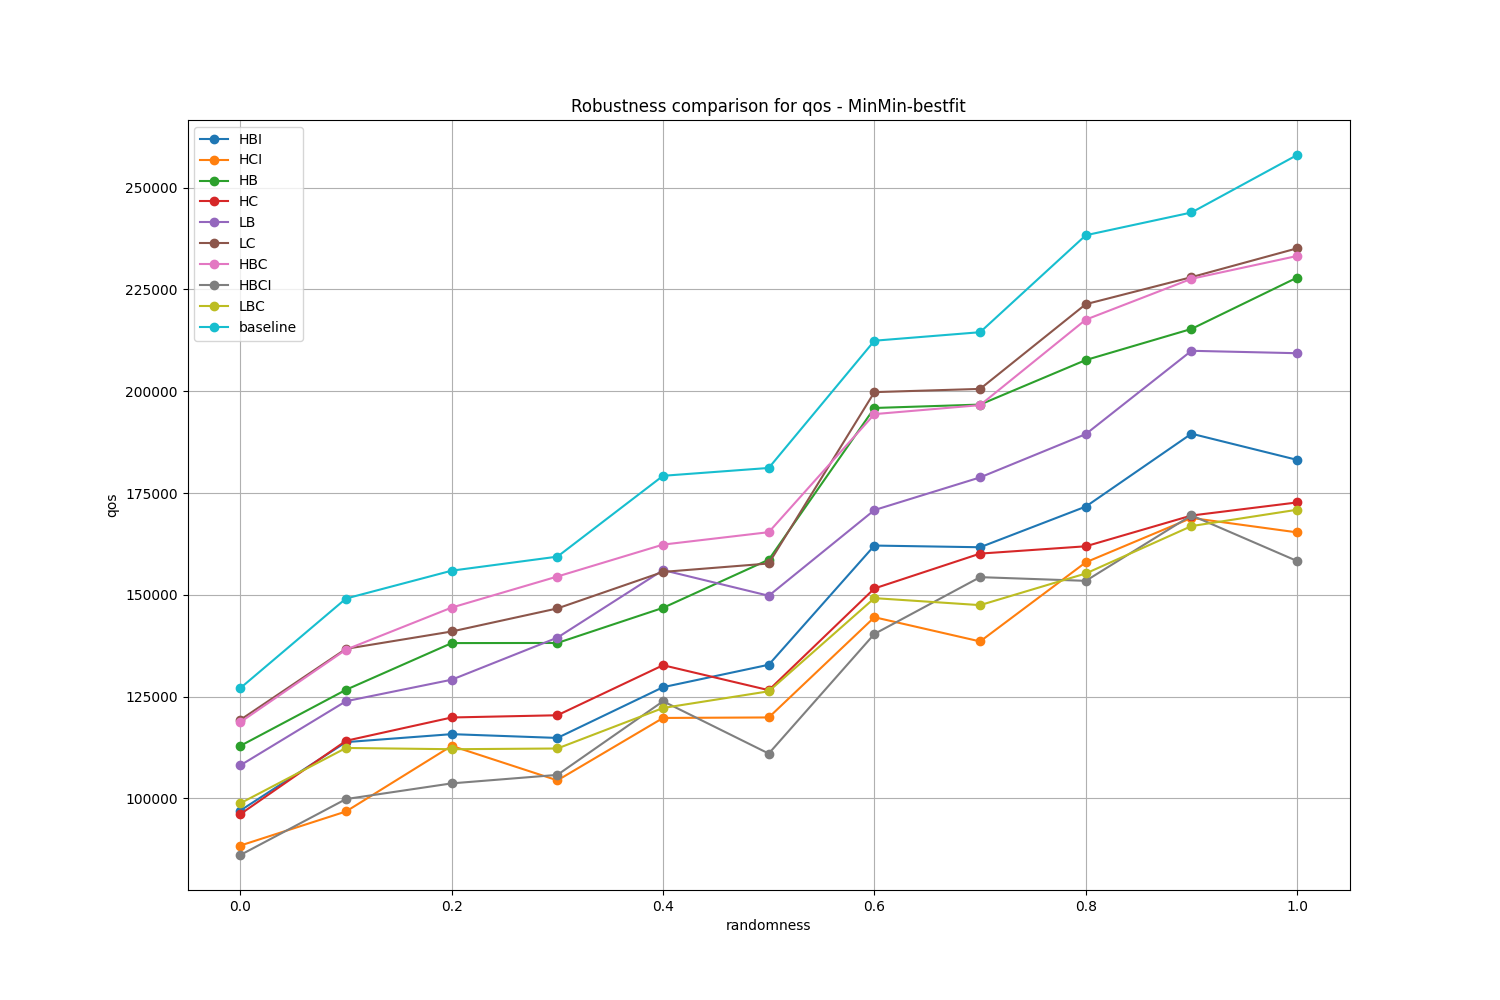 Robustness comparison for qos - MinMin-bestfit
HBI
HCI
HB
HC
LB
LC
HBC
HBCI
LBC
baseline
250000
225000
200000
175000
150000
125000
100000
qos
0.0 0.2 0.4 0.6 0.8 1.0
randomness